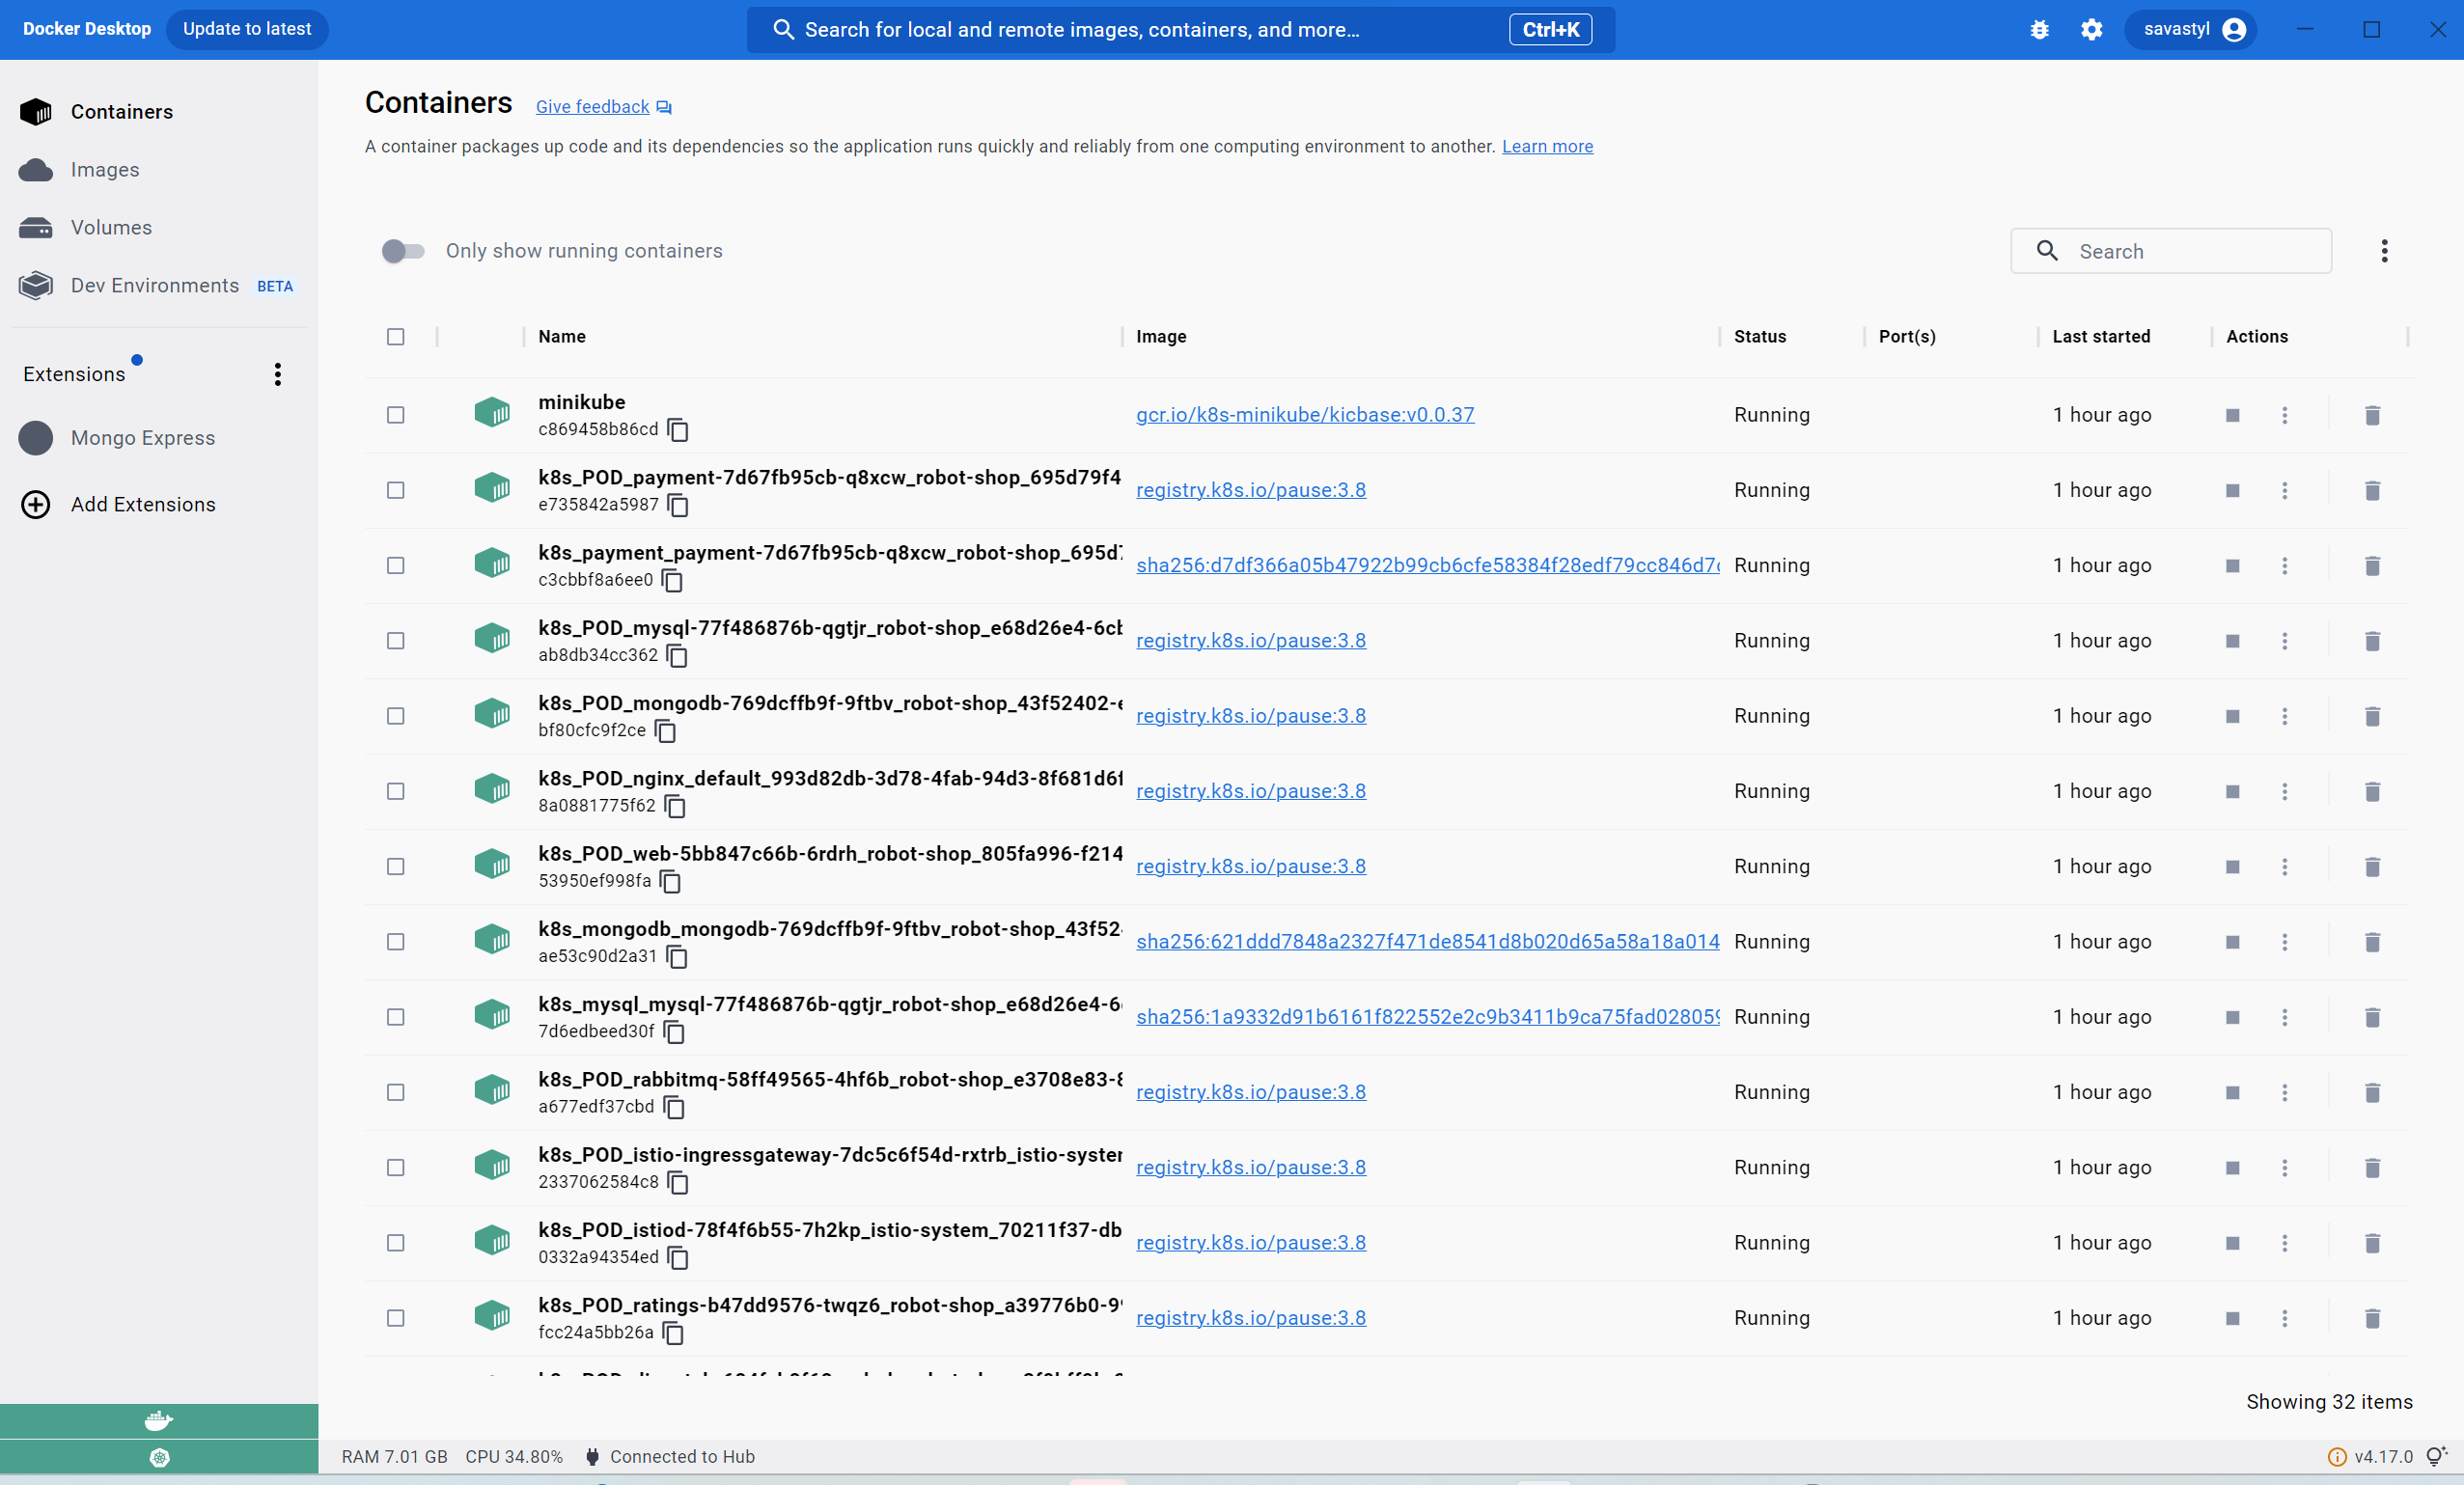 Docker Desktop Update to latest Search for local and remote images, containers, and more... Ctrl+K savastyl
Containers
Images
Volumes
Dev Environments BETA
Extensions
Mongo Express
Add Extensions
Containers Give feedback
A container packages up code and its dependencies so the application runs quickly and reliably from one computing environment to another. Learn more
Only show running containers Search
Name Image Status Port(s) Last started Actions
minikube
c869458b86cd gcr.io/k8s-minikube/kicbase:v0.0.37 Running 1 hour ago
k8s_POD_payment-7d67fb95cb-q8xcw_robot-shop_695d79f4
e735842a5987 registry.k8s.io/pause:3.8 Running 1 hour ago
k8s_payment_payment-7d67fb95cb-q8xcw_robot-shop_695d7
c3cbbf8a6ee0 sha256:d7df366a05b47922b99cb6cfe58384f28edf79cc846d7 Running 1 hour ago
k8s_POD_mysql-77f486876b-qgtjr_robot-shop_e68d26e4-6cb
ab8db34cc362 registry.k8s.io/pause:3.8 Running 1 hour ago
k8s_POD_mongodb-769dcffb9f-9ftbv_robot-shop_43f52402-e
bf80cfc9f2ce registry.k8s.io/pause:3.8 Running 1 hour ago
k8s_POD_nginx_default_993d82db-3d78-4fab-94d3-8f681d6f
8a0881775f62 registry.k8s.io/pause:3.8 Running 1 hour ago
k8s_POD_web-5bb847c66b-6rdrh_robot-shop_805fa996-f214
53950ef998fa registry.k8s.io/pause:3.8 Running 1 hour ago
k8s_mongodb_mongodb-769dcffb9f-9ftbv_robot-shop_43f52
ae53c90d2a31 sha256:621ddd7848a2327f471de8541d8b020d65a58a18a014 Running 1 hour ago
k8s_mysql_mysql-77f486876b-qgtjr_robot-shop_e68d26e4-6
7d6edbeed30f sha256:1a9332d91b6161f822552e2c9b3411b9ca75fad028059 Running 1 hour ago
k8s_POD_rabbitmq-58ff49565-4hf6b_robot-shop_e3708e83-8
a677edf37cbd registry.k8s.io/pause:3.8 Running 1 hour ago
k8s_POD_istio-ingressgateway-7dc5c6f54d-rxtrb_istio-system
2337062584c8 registry.k8s.io/pause:3.8 Running 1 hour ago
k8s_POD_istiod-78f4f6b55-7h2kp_istio-system_70211f37-db
0332a94354ed registry.k8s.io/pause:3.8 Running 1 hour ago
k8s_POD_ratings-b47dd9576-twqz6_robot-shop_a39776b0-9
fcc24a5bb26a registry.k8s.io/pause:3.8 Running 1 hour ago
Showing 32 items
RAM 7.01 GB CPU 34.80% Connected to Hub v4.17.0